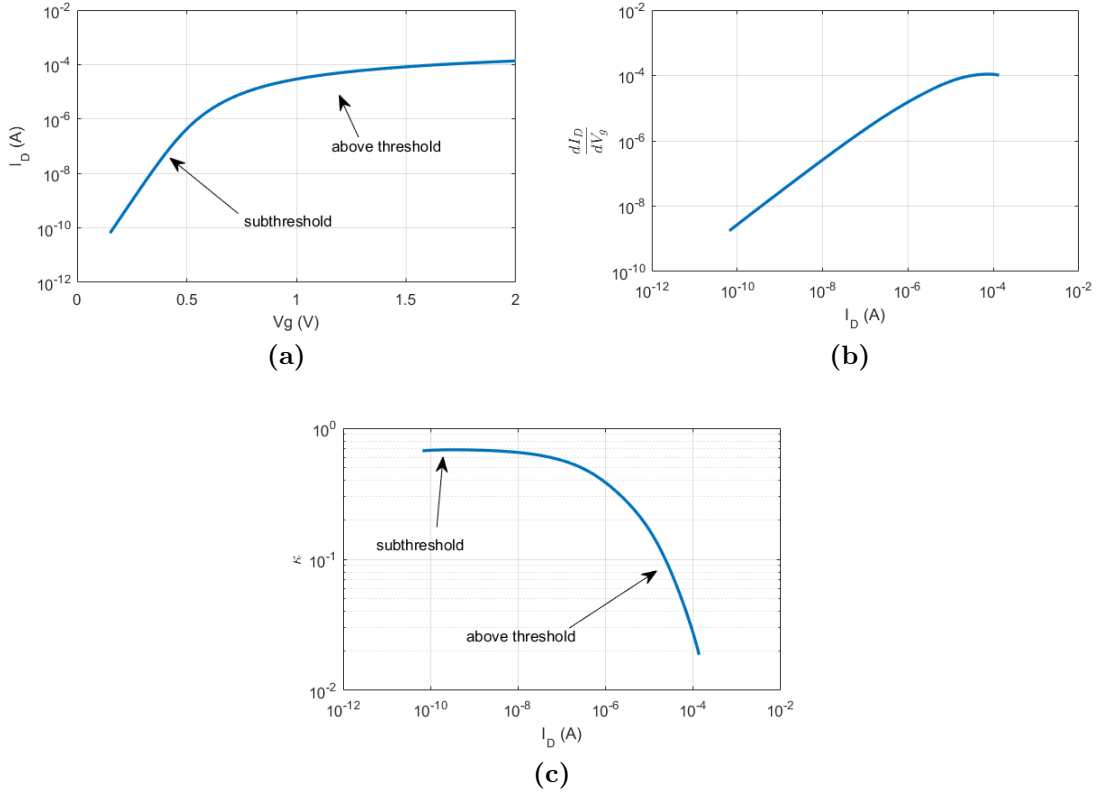 10^-2
10^-4
10^-6
10^-8
10^-10
10^-12
I_D (A)
above threshold
subthreshold
0 0.5 1 1.5 2
Vg (V)
(a)
10^-2
10^-4
10^-6
10^-8
10^-10
dI_D
dV_g
10^-12 10^-10 10^-8 10^-6 10^-4 10^-2
I_D (A)
(b)
10^0
10^-1
10^-2
κ
subthreshold
above threshold
10^-12 10^-10 10^-8 10^-6 10^-4 10^-2
I_D (A)
(c)